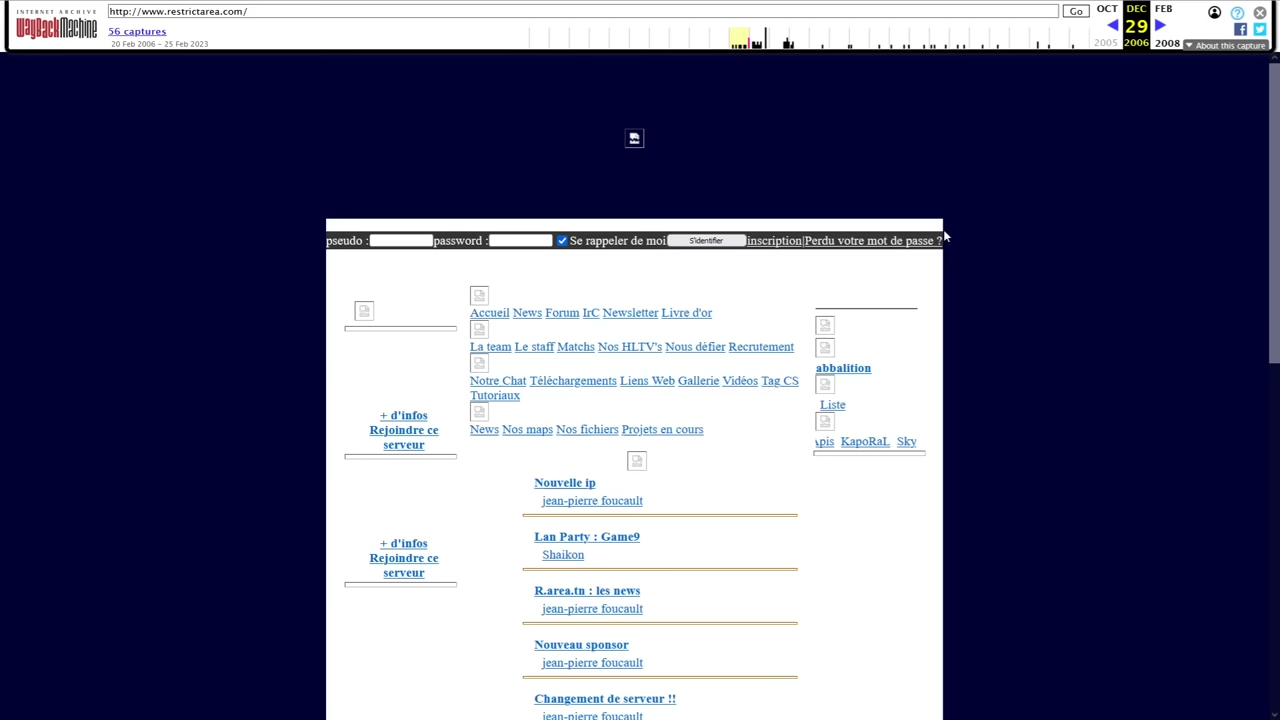 INTERNET ARCHIVE
WayBackMachine
http://www.restrictarea.com/
Go
56 captures
20 Feb 2006 – 25 Feb 2023
OCT DEC FEB
29
2005 2006 2008
About this capture
pseudo : password : Se rappeler de moi S'identifier inscription|Perdu votre mot de passe ?
Accueil News Forum IrC Newsletter Livre d'or
La team Le staff Matchs Nos HLTV's Nous défier Recrutement
Notre Chat Téléchargements Liens Web Gallerie Vidéos Tag CS
Tutoriaux
News Nos maps Nos fichiers Projets en cours
+ d'infos
Rejoindre ce
serveur
+ d'infos
Rejoindre ce
serveur
abbalition
Liste
KapoRaL Sky
Nouvelle ip
jean-pierre foucault
Lan Party : Game9
Shaikon
R.area.tn : les news
jean-pierre foucault
Nouveau sponsor
jean-pierre foucault
Changement de serveur !!
jean-pierre foucault